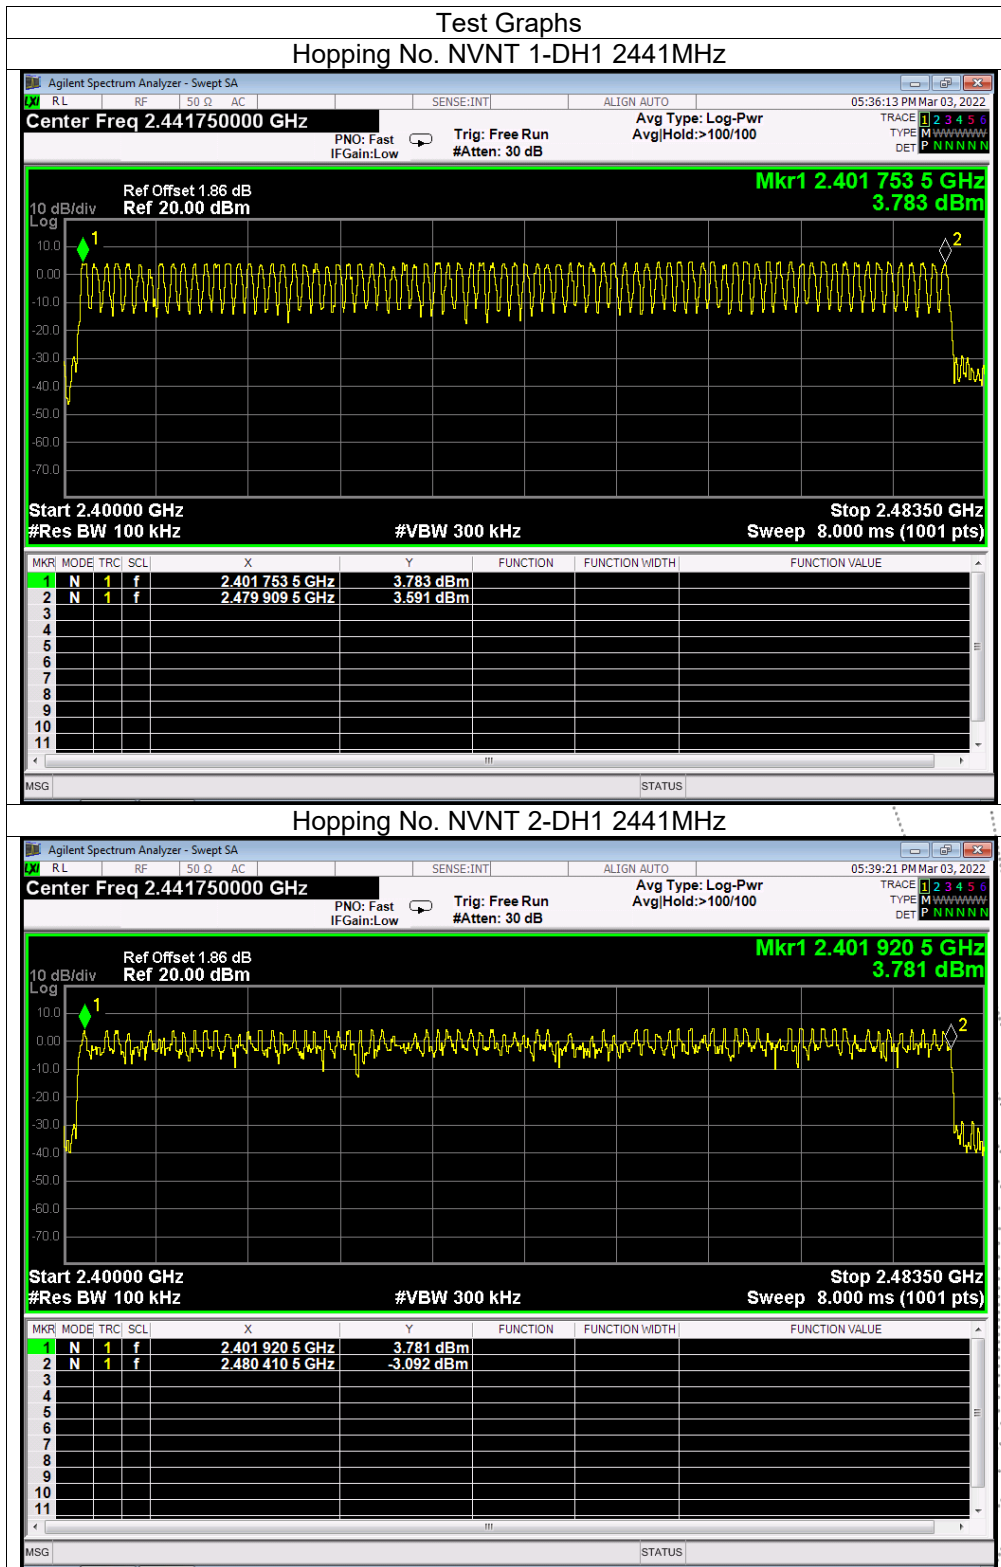 Test Graphs
Hopping No. NVNT 1-DH1 2441MHz
Agilent Spectrum Analyzer - Swept SA
LXI RL RF 50 Ω AC SENSE:INT ALIGN AUTO 05:36:13 PM Mar 03, 2022
Center Freq 2.441750000 GHz Avg Type: Log-Pwr TRACE 1 2 3 4 5 6
PNO: Fast Trig: Free Run Avg|Hold:>100/100 TYPE M WWWWW
IFGain:Low #Atten: 30 dB DET P N N N N N
Mkr1 2.401 753 5 GHz
Ref Offset 1.86 dB
10 dB/div Ref 20.00 dBm 3.783 dBm
Log
1 2
10.0
0.00
-10.0
-20.0
-30.0
-40.0
-50.0
-60.0
-70.0
Start 2.40000 GHz Stop 2.48350 GHz
#Res BW 100 kHz #VBW 300 kHz Sweep 8.000 ms (1001 pts)
MKR MODE TRC SCL X Y FUNCTION FUNCTION WIDTH FUNCTION VALUE
1 N 1 f 2.401 753 5 GHz 3.783 dBm
2 N 1 f 2.479 909 5 GHz 3.591 dBm
3
4
5
6
7
8
9
10
11
MSG STATUS
Hopping No. NVNT 2-DH1 2441MHz
Agilent Spectrum Analyzer - Swept SA
LXI RL RF 50 Ω AC SENSE:INT ALIGN AUTO 05:39:21 PM Mar 03, 2022
Center Freq 2.441750000 GHz Avg Type: Log-Pwr TRACE 1 2 3 4 5 6
PNO: Fast Trig: Free Run Avg|Hold:>100/100 TYPE M WWWWW
IFGain:Low #Atten: 30 dB DET P N N N N N
Mkr1 2.401 920 5 GHz
Ref Offset 1.86 dB
10 dB/div Ref 20.00 dBm 3.781 dBm
Log
1 2
10.0
0.00
-10.0
-20.0
-30.0
-40.0
-50.0
-60.0
-70.0
Start 2.40000 GHz Stop 2.48350 GHz
#Res BW 100 kHz #VBW 300 kHz Sweep 8.000 ms (1001 pts)
MKR MODE TRC SCL X Y FUNCTION FUNCTION WIDTH FUNCTION VALUE
1 N 1 f 2.401 920 5 GHz 3.781 dBm
2 N 1 f 2.480 410 5 GHz -3.092 dBm
3
4
5
6
7
8
9
10
11
MSG STATUS